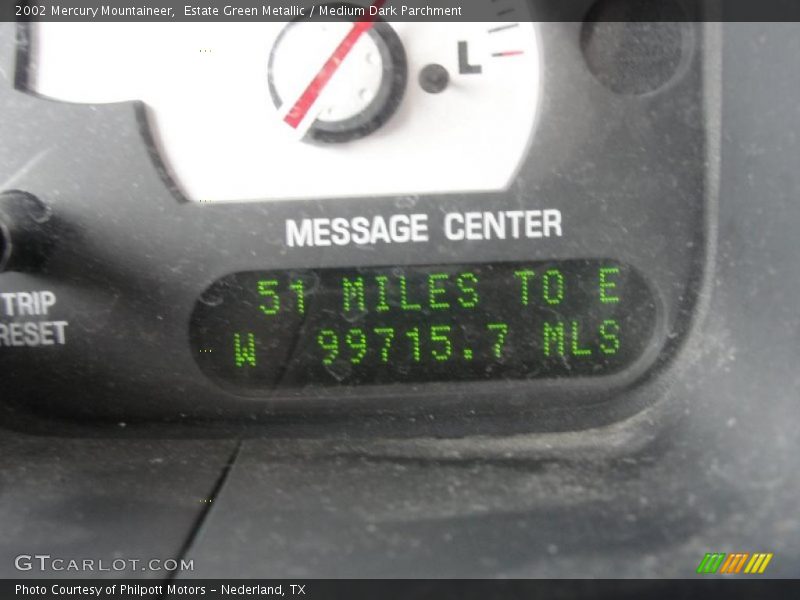 2002 Mercury Mountaineer, Estate Green Metallic / Medium Dark Parchment
L
MESSAGE CENTER
51 MILES TO E
W 99715.7 MLS
TRIP
RESET
GTCARLOT.COM
Photo Courtesy of Philpott Motors - Nederland, TX